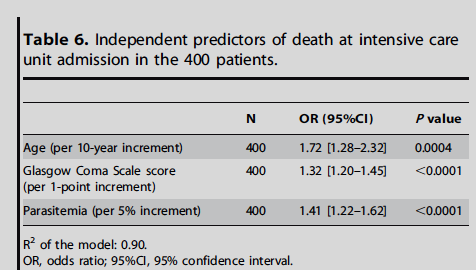 Table 6. Independent predictors of death at intensive care
unit admission in the 400 patients.
N OR (95%CI) P value
Age (per 10-year increment) 400 1.72 [1.28–2.32] 0.0004
Glasgow Coma Scale score 400 1.32 [1.20–1.45] <0.0001
(per 1-point increment)
Parasitemia (per 5% increment) 400 1.41 [1.22–1.62] <0.0001
R² of the model: 0.90.
OR, odds ratio; 95%CI, 95% confidence interval.